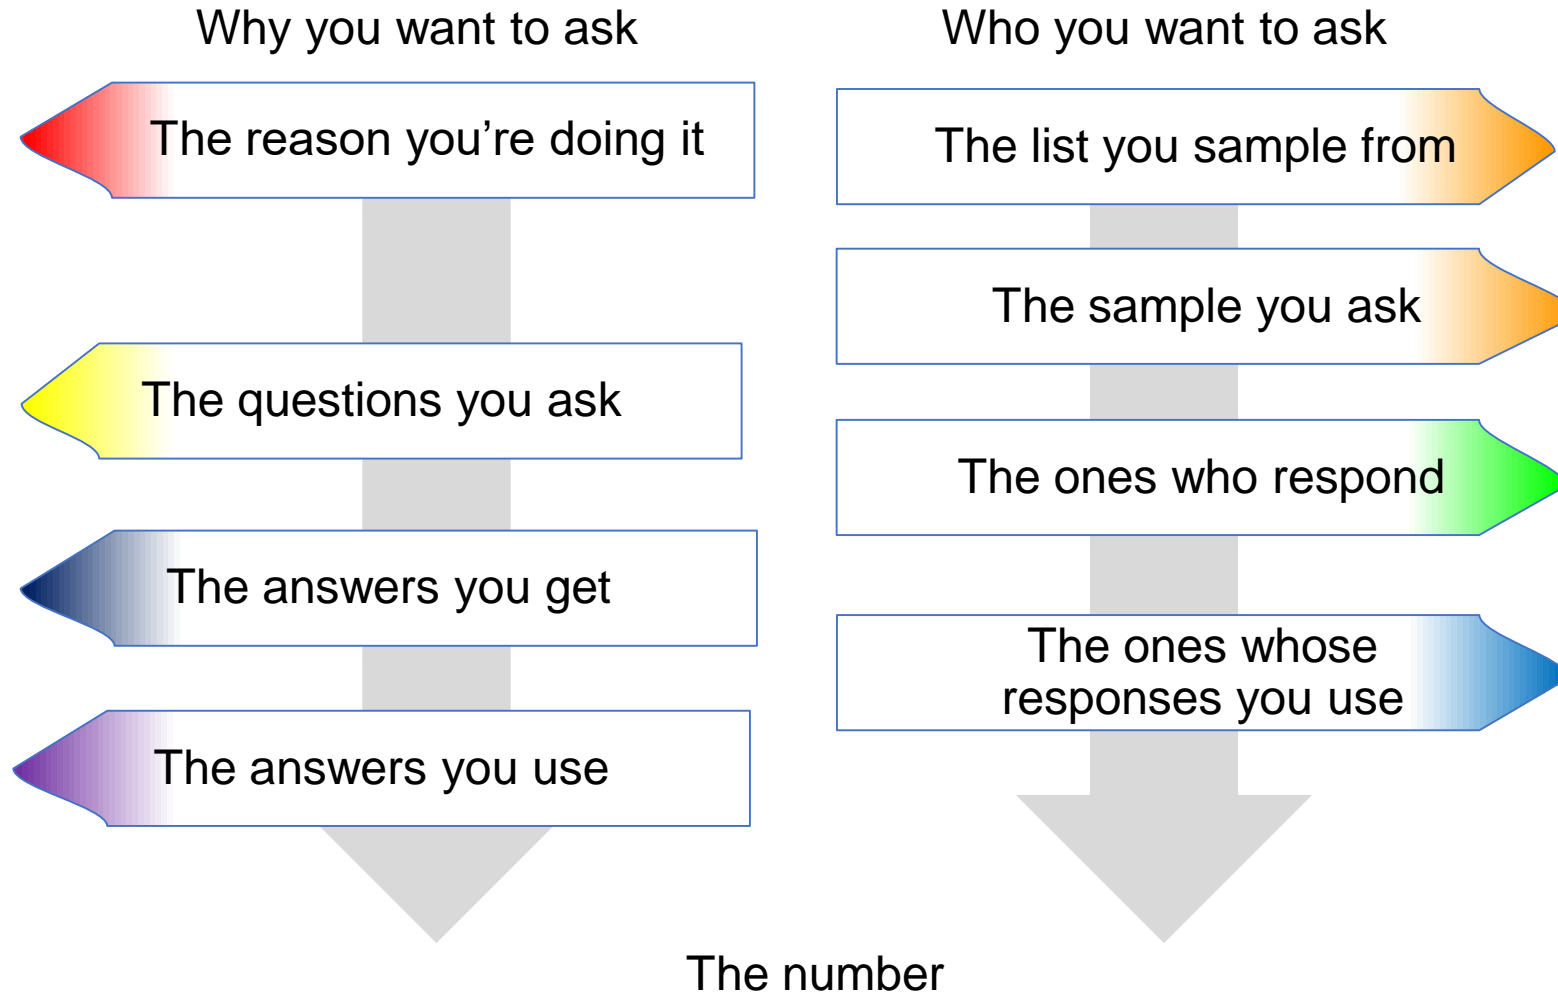 Why you want to ask
The reason you're doing it
The questions you ask
The answers you get
The answers you use
Who you want to ask
The list you sample from
The sample you ask
The ones who respond
The ones whose
responses you use
The number